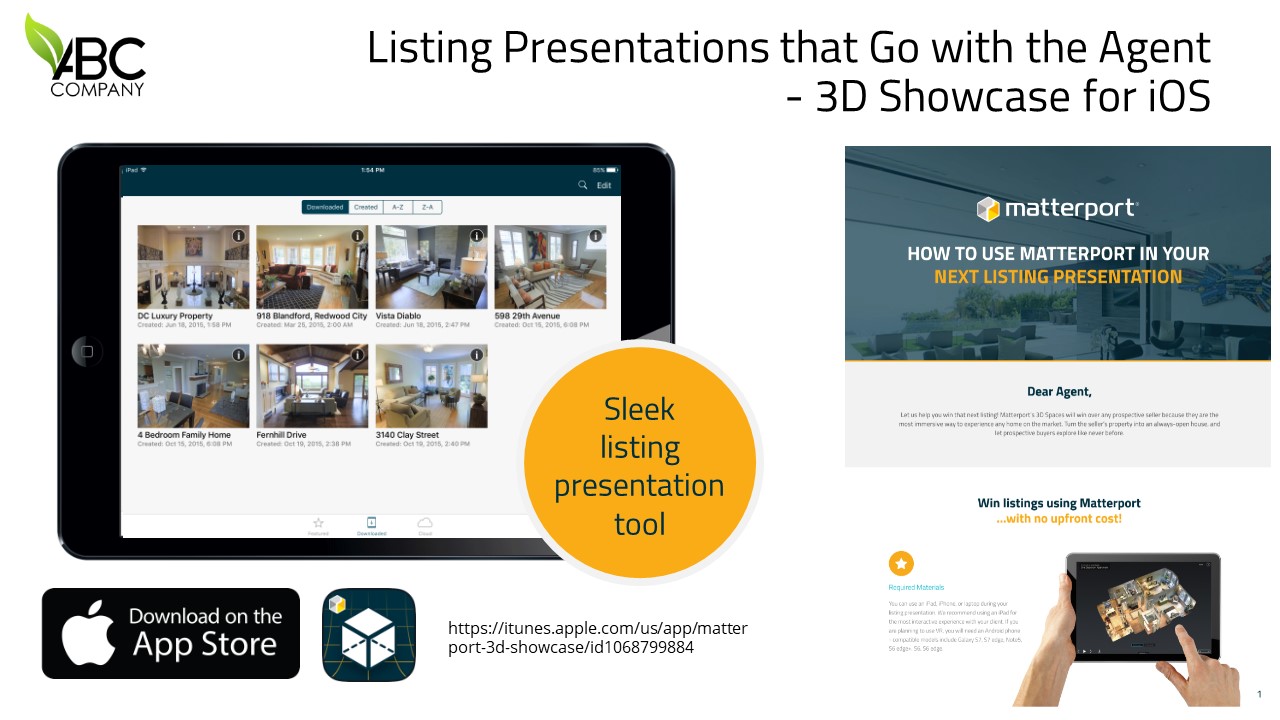 ABC
COMPANY
Listing Presentations that Go with the Agent
- 3D Showcase for iOS
iPad
1:54 PM
85%
Edit
Downloaded Created A-Z Z-A
DC Luxury Property
Created: Jun 18, 2015, 1:58 PM
918 Blandford, Redwood City
Created: Mar 25, 2015, 2:00 AM
Vista Diablo
Created: Jun 18, 2015, 2:47 PM
598 29th Avenue
Created: Oct 15, 2015, 6:08 PM
4 Bedroom Family Home
Created: Oct 15, 2015, 6:08 PM
Fernhill Drive
Created: Oct 19, 2015, 2:38 PM
3140 Clay Street
Created: Oct 19, 2015, 2:40 PM
Featured Downloaded Cloud
Sleek
listing
presentation
tool
Download on the
App Store
https://itunes.apple.com/us/app/matter
port-3d-showcase/id1068799884
matterport
HOW TO USE MATTERPORT IN YOUR
NEXT LISTING PRESENTATION
Dear Agent,
Let us help you win that next listing! Matterport's 3D Spaces will win over any prospective seller because they are the
most immersive way to experience any home on the market. Turn the seller's property into an always-open house, and
let prospective buyers explore like never before.
Win listings using Matterport
...with no upfront cost!
Required Materials
You can use an iPad, iPhone, or laptop during your
listing presentation. We recommend using an iPad for
the most interactive experience with your client. If you
are planning to use VR, you will need an Android phone
- compatible models include Galaxy S7, S7 edge, Note5,
S6 edge+, S6, S6 edge.
1